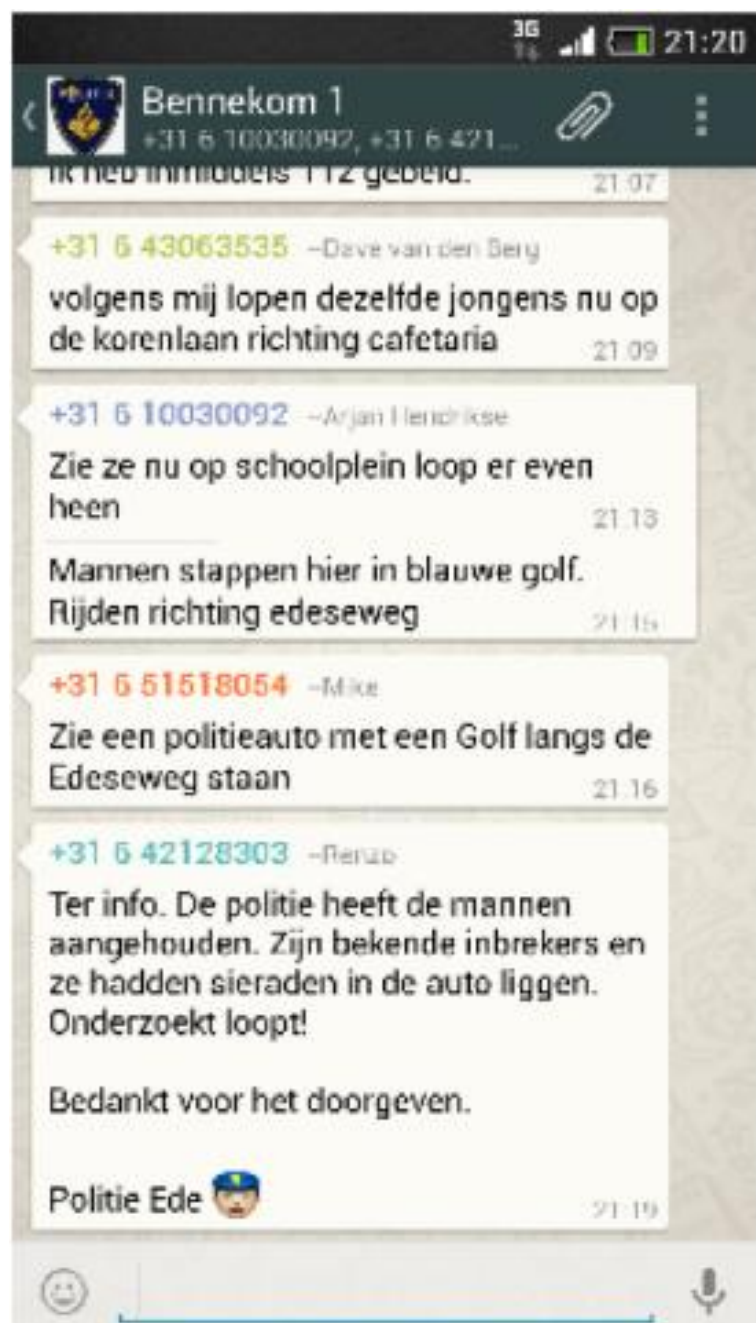 3G 21:20
Bennekom 1
+31 6 10030092, +31 6 421...
ik heb inmiddels 112 gebeld. 21:07
+31 6 43063535 ~Dave van den Berg
volgens mij lopen dezelfde jongens nu op
de korenlaan richting cafetaria 21:09
+31 6 10030092 ~Arjan Hendrikse
Zie ze nu op schoolplein loop er even
heen 21:13
Mannen stappen hier in blauwe golf.
Rijden richting edeseweg 21:15
+31 6 51518054 ~Mike
Zie een politieauto met een Golf langs de
Edeseweg staan 21:16
+31 6 42128303 ~Renzo
Ter info. De politie heeft de mannen
aangehouden. Zijn bekende inbrekers en
ze hadden sieraden in de auto liggen.
Onderzoekt loopt!
Bedankt voor het doorgeven.
Politie Ede 21:19